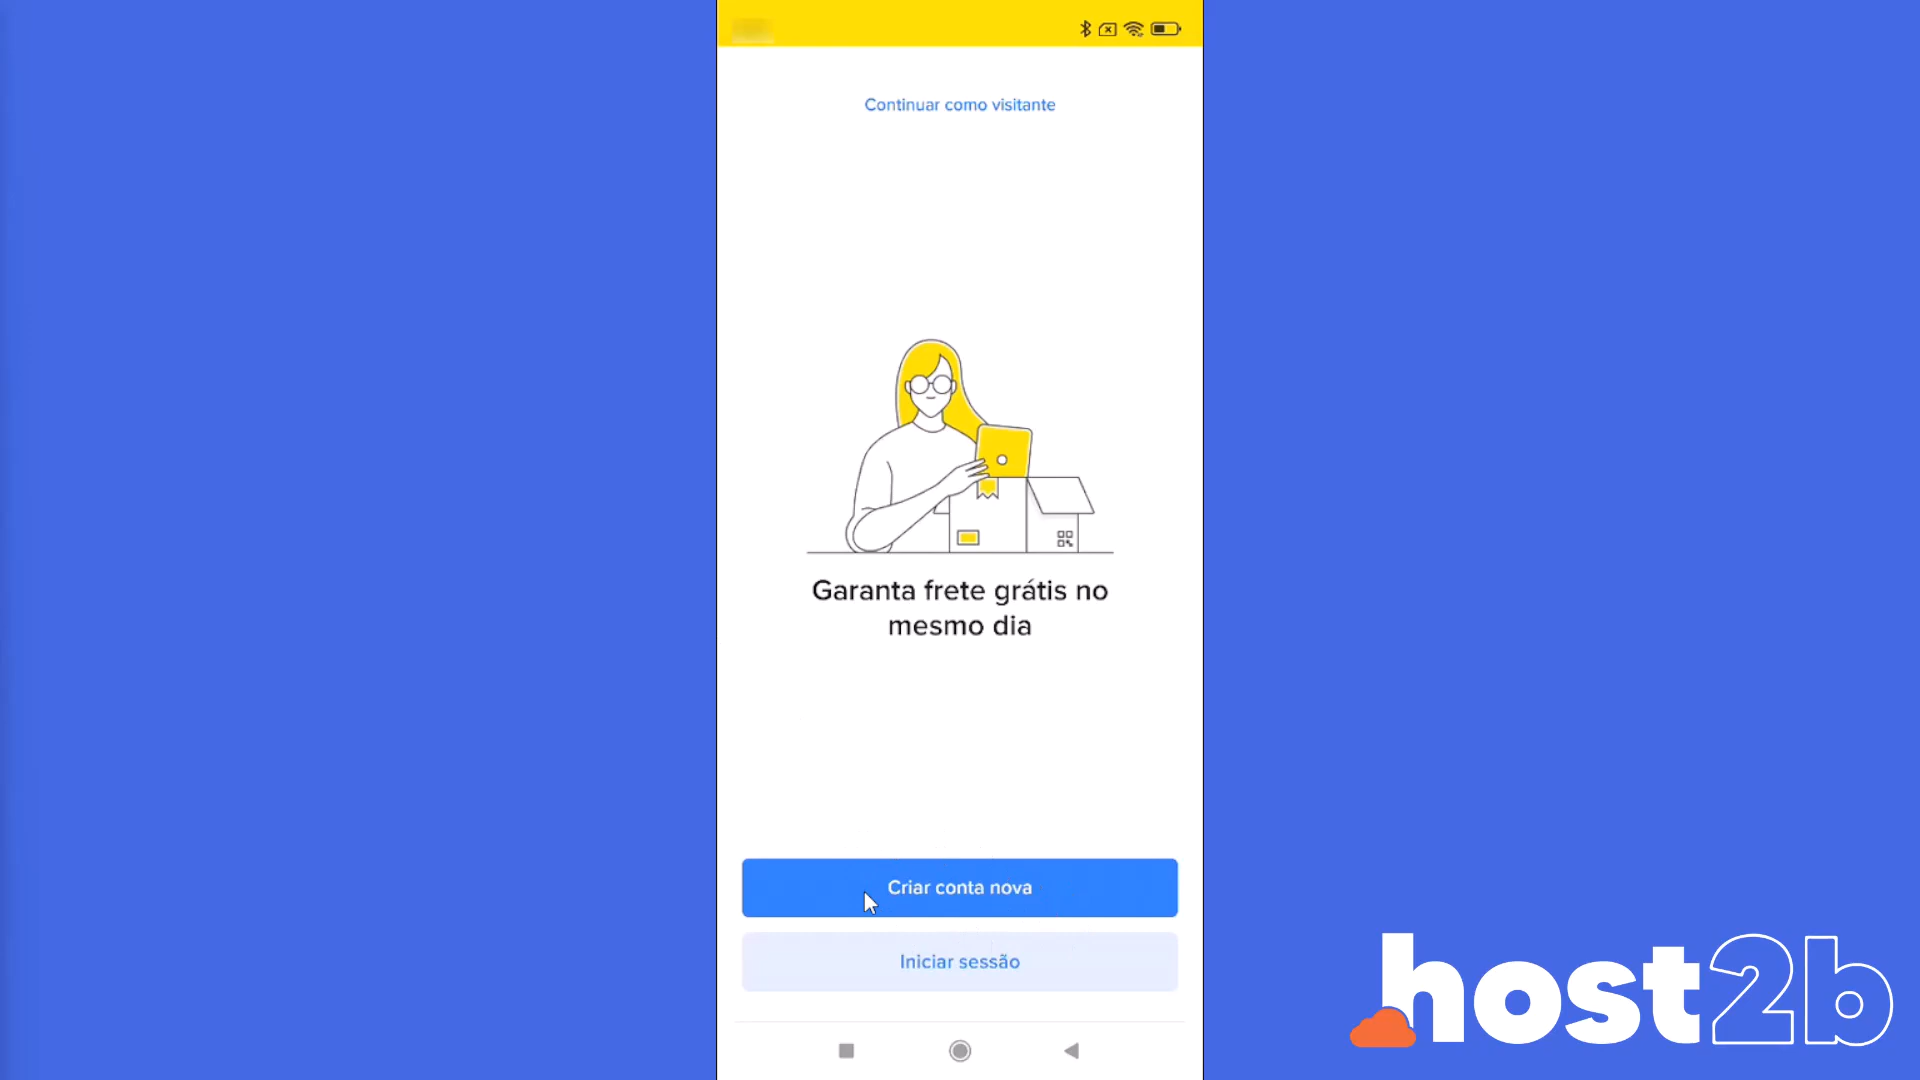 Continuar como visitante
Garanta frete grátis no
mesmo dia
Criar conta nova
Iniciar sessão
host2b